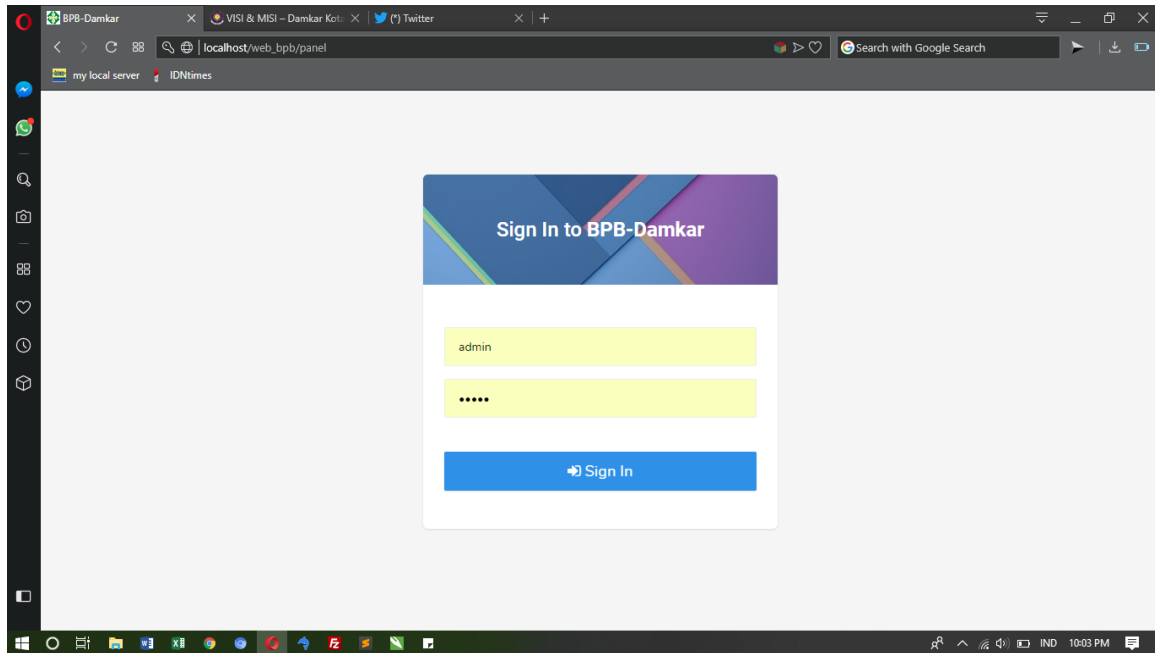 BPB-Damkar
VISI & MISI – Damkar Kota
(*) Twitter
localhost/web_bpb/panel
Search with Google Search
my local server
IDNtimes
Sign In to BPB-Damkar
admin
•••••
Sign In
IND
10:03 PM